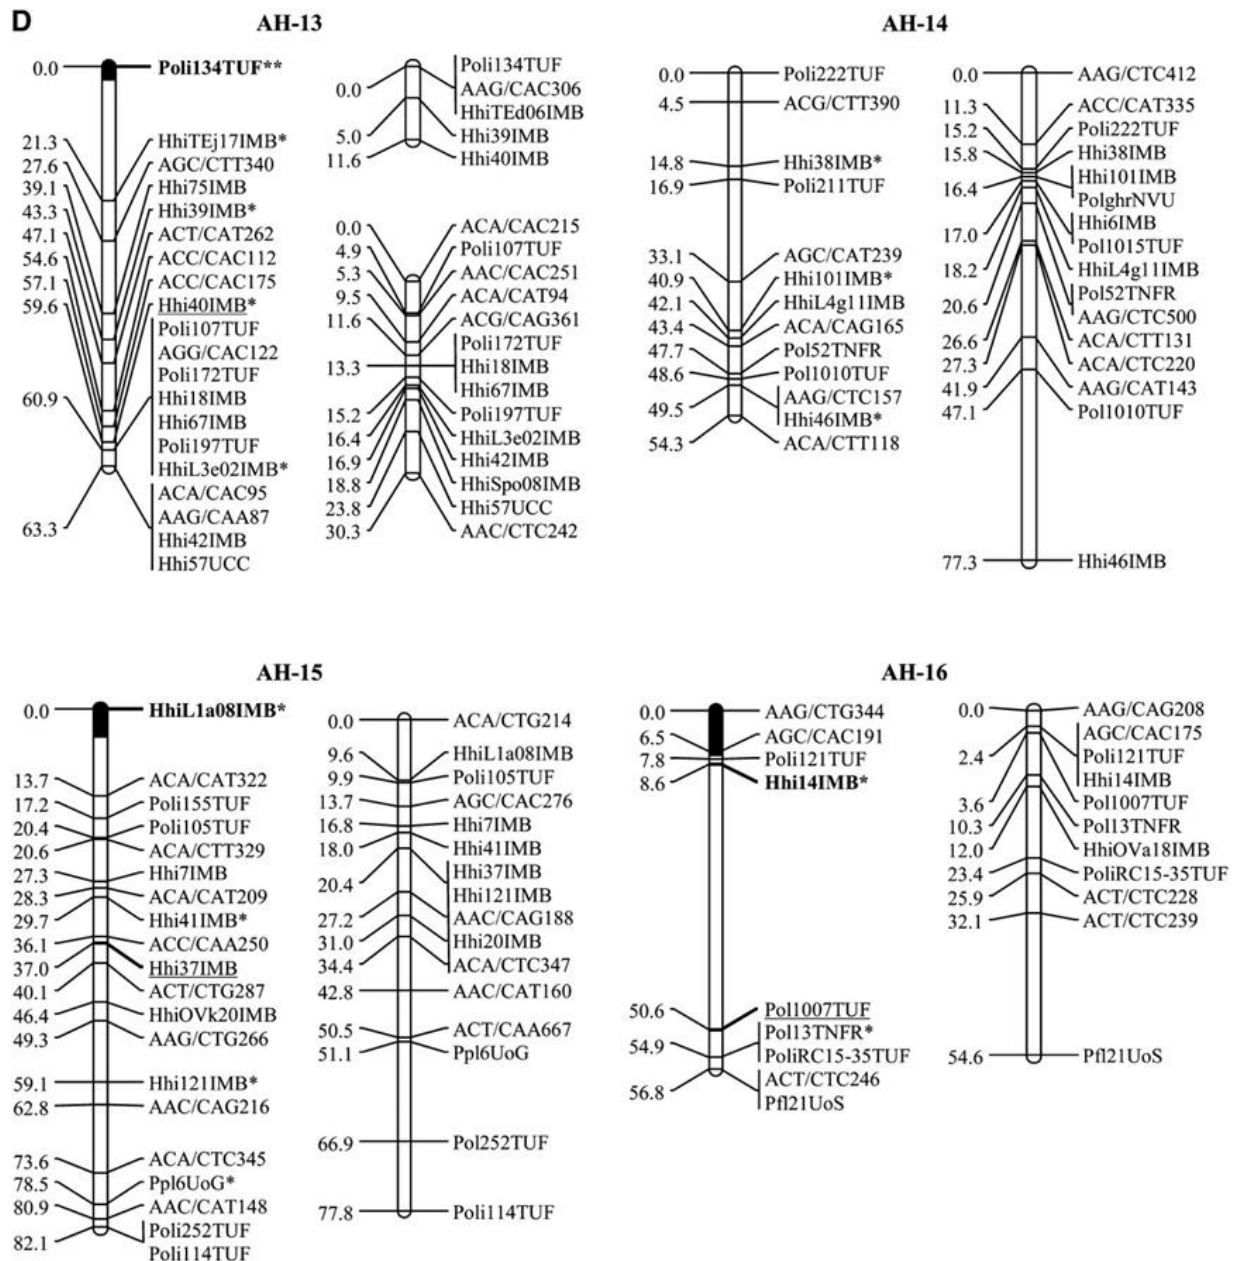 D
AH-13
0.0 Poli134TUF**
21.3 HhiTEj17IMB*
27.6 AGC/CTT340
39.1 Hhi75IMB
43.3 Hhi39IMB*
47.1 ACT/CAT262
54.6 ACC/CAC112
57.1 ACC/CAC175
59.6 Hhi40IMB*
Poli107TUF
AGG/CAC122
Poli172TUF
60.9 Hhi18IMB
Hhi67IMB
Poli197TUF
HhiL3e02IMB*
ACA/CAC95
AAG/CAA87
63.3 Hhi42IMB
Hhi57UCC
Poli134TUF
0.0 AAG/CAC306
HhiTEd06IMB
5.0 Hhi39IMB
11.6 Hhi40IMB
0.0 ACA/CAC215
4.9 Poli107TUF
5.3 AAC/CAC251
9.5 ACA/CAT94
11.6 ACG/CAG361
Poli172TUF
13.3 Hhi18IMB
Hhi67IMB
15.2 Poli197TUF
16.4 HhiL3e02IMB
16.9 Hhi42IMB
18.8 HhiSpo08IMB
23.8 Hhi57UCC
30.3 AAC/CTC242
AH-14
0.0 Poli222TUF
4.5 ACG/CTT390
14.8 Hhi38IMB*
16.9 Poli211TUF
33.1 AGC/CAT239
40.9 Hhi101IMB*
42.1 HhiL4g11IMB
43.4 ACA/CAG165
47.7 Pol52TNFR
48.6 Pol1010TUF
49.5 AAG/CTC157
Hhi46IMB*
54.3 ACA/CTT118
0.0 AAG/CTC412
11.3 ACC/CAT335
15.2 Poli222TUF
15.8 Hhi38IMB
16.4 Hhi101IMB
PolghrNVU
17.0 Hhi6IMB
Pol1015TUF
18.2 HhiL4g11IMB
20.6 Pol52TNFR
AAG/CTC500
26.6 ACA/CTT131
27.3 ACA/CTC220
41.9 AAG/CAT143
47.1 Pol1010TUF
77.3 Hhi46IMB
AH-15
0.0 HhiL1a08IMB*
13.7 ACA/CAT322
17.2 Poli155TUF
20.4 Poli105TUF
20.6 ACA/CTT329
27.3 Hhi7IMB
28.3 ACA/CAT209
29.7 Hhi41IMB*
36.1 ACC/CAA250
37.0 Hhi37IMB
40.1 ACT/CTG287
46.4 HhiOVk20IMB
49.3 AAG/CTG266
59.1 Hhi121IMB*
62.8 AAC/CAG216
73.6 ACA/CTC345
78.5 Ppl6UoG*
80.9 AAC/CAT148
82.1 Poli252TUF
Poli114TUF
0.0 ACA/CTG214
9.6 HhiL1a08IMB
9.9 Poli105TUF
13.7 AGC/CAC276
16.8 Hhi7IMB
18.0 Hhi41IMB
20.4 Hhi37IMB
Hhi121IMB
27.2 AAC/CAG188
31.0 Hhi20IMB
34.4 ACA/CTC347
42.8 AAC/CAT160
50.5 ACT/CAA667
51.1 Ppl6UoG
66.9 Pol252TUF
77.8 Poli114TUF
AH-16
0.0 AAG/CTG344
6.5 AGC/CAC191
7.8 Poli121TUF
8.6 Hhi14IMB*
50.6 Pol1007TUF
54.9 Pol13TNFR*
PoliRC15-35TUF
56.8 ACT/CTC246
Pfl21UoS
0.0 AAG/CAG208
AGC/CAC175
2.4 Poli121TUF
Hhi14IMB
3.6 Pol1007TUF
10.3 Pol13TNFR
12.0 HhiOVa18IMB
23.4 PoliRC15-35TUF
25.9 ACT/CTC228
32.1 ACT/CTC239
54.6 Pfl21UoS